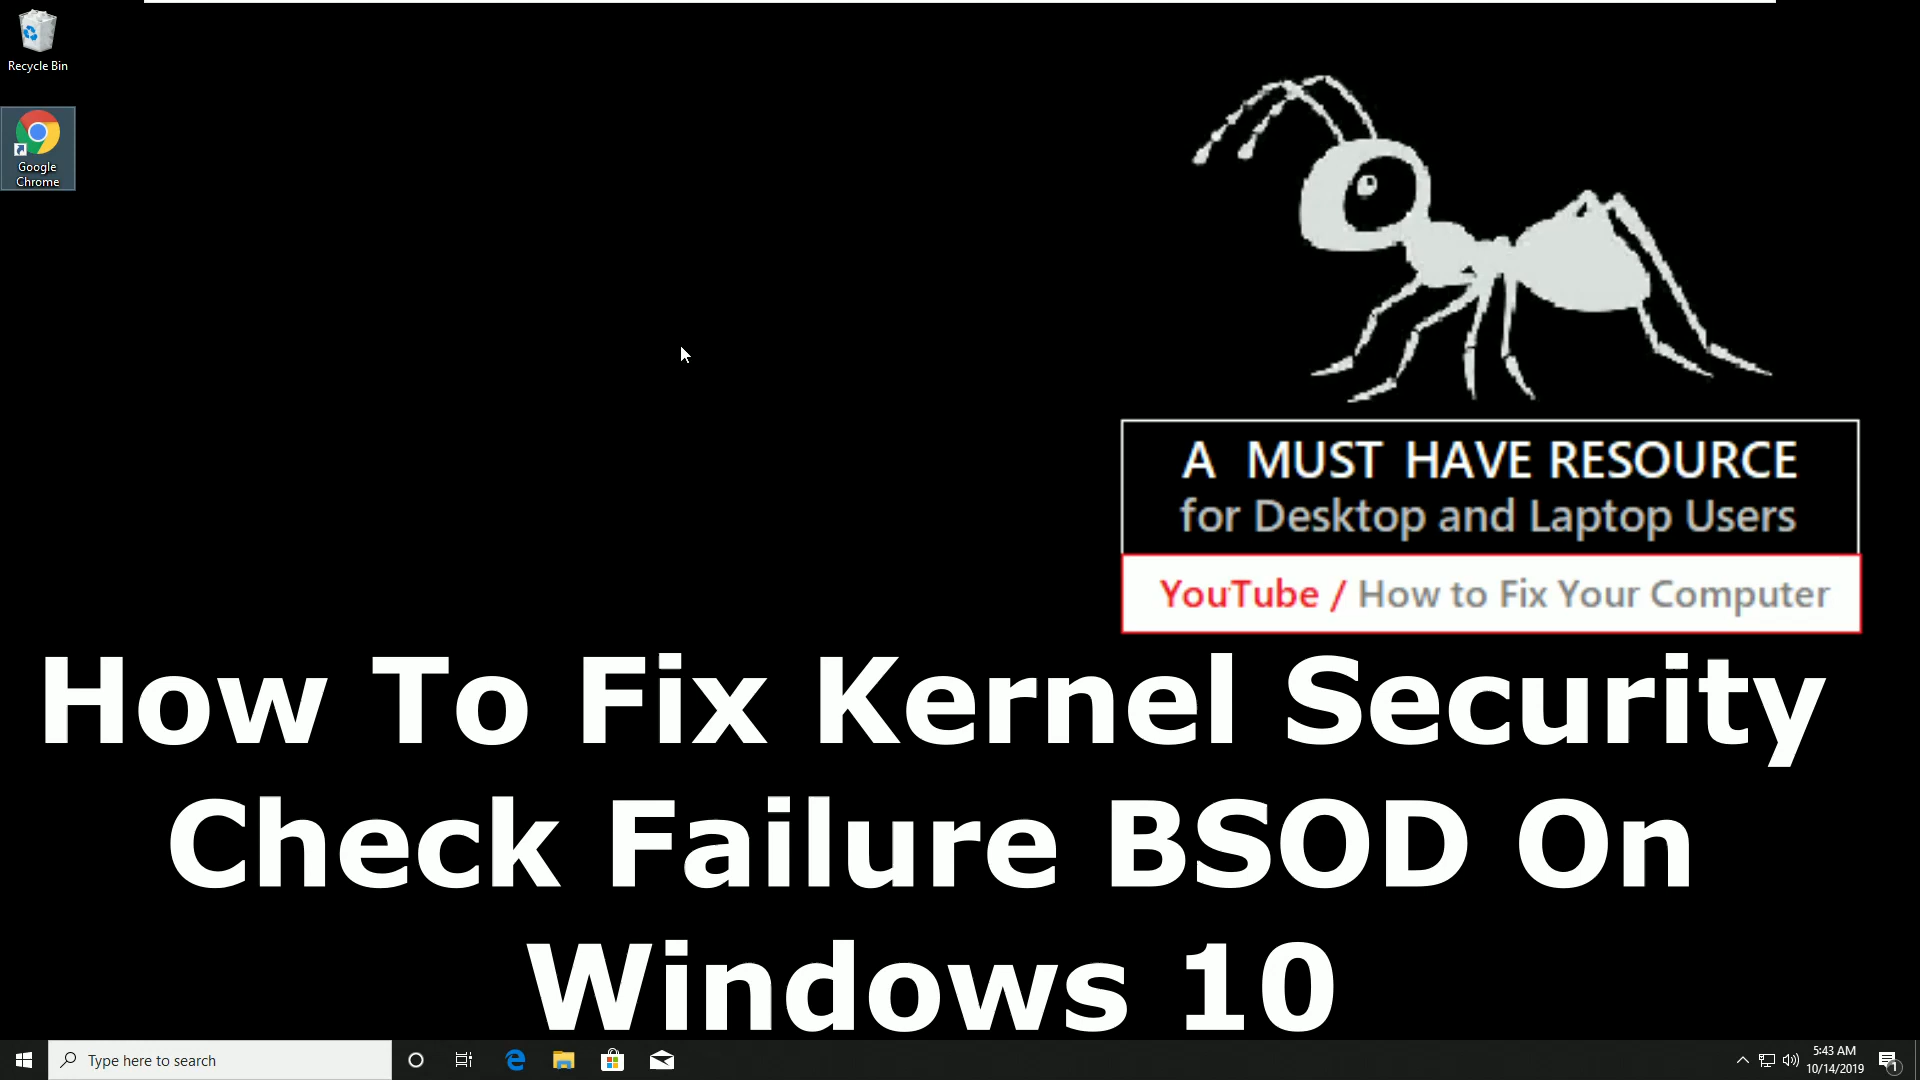 Recycle Bin
Google
Chrome
A MUST HAVE RESOURCE
for Desktop and Laptop Users
YouTube / How to Fix Your Computer
How To Fix Kernel Security
Check Failure BSOD On
Windows 10
Type here to search
5:43 AM
10/14/2019
1